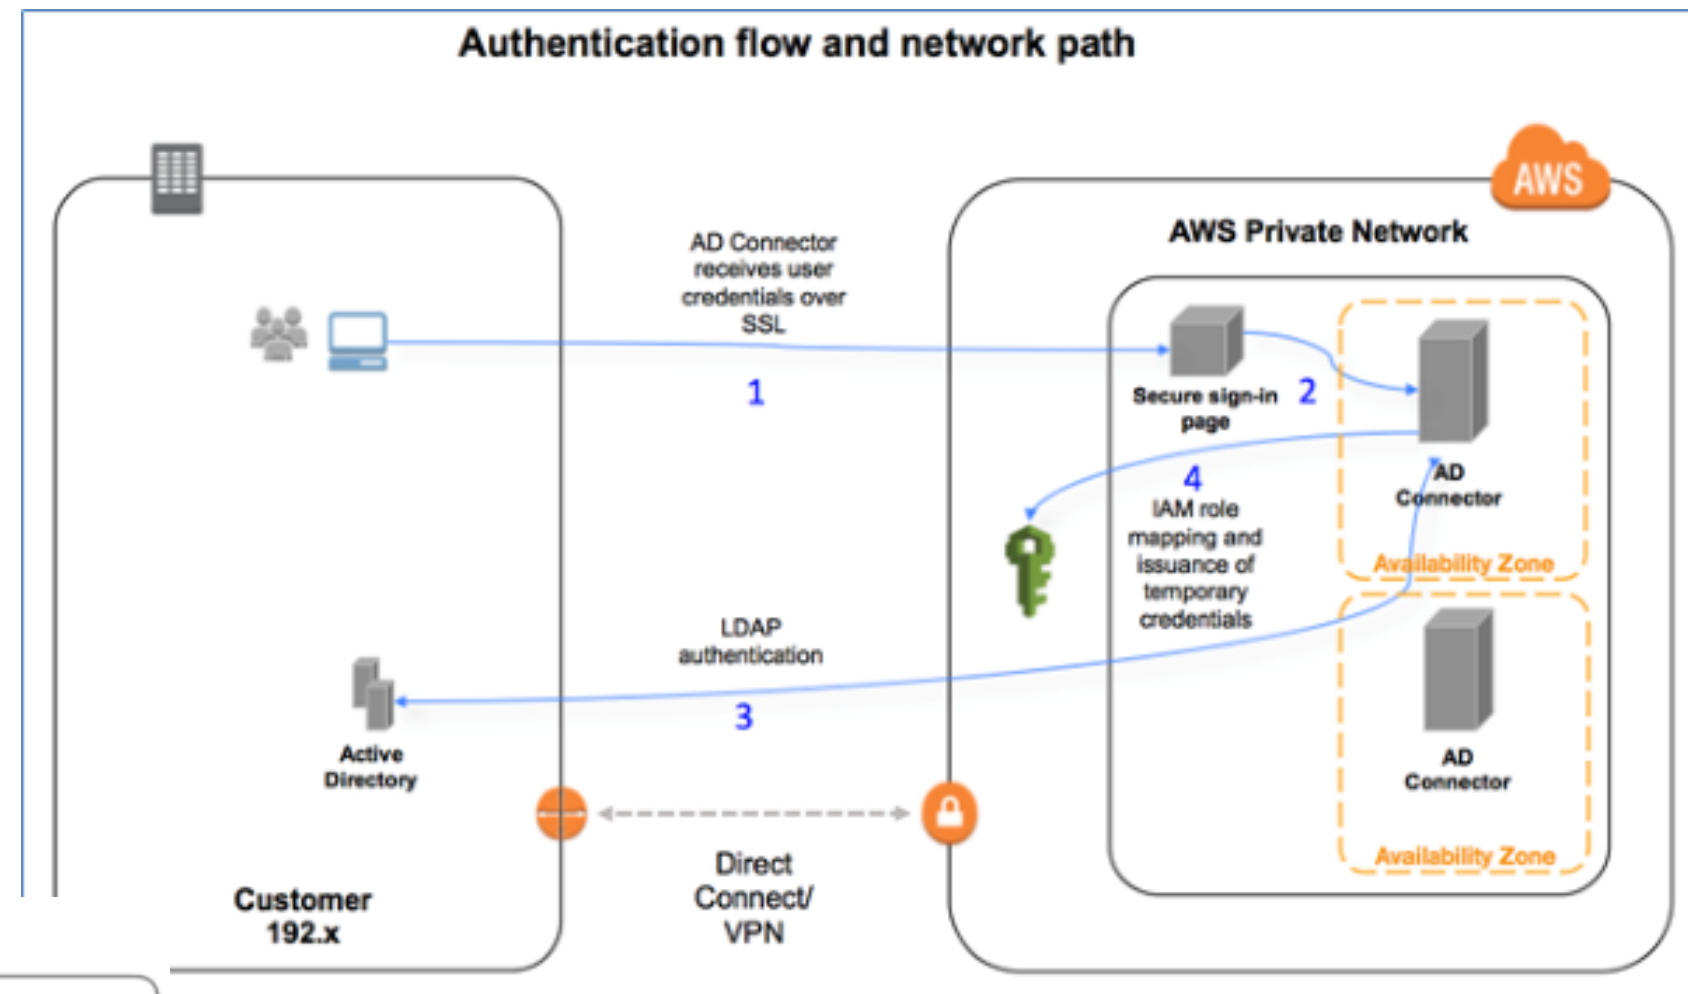 Authentication flow and network path
AWS
AWS Private Network
AD Connector
receives user
credentials over
SSL
1
Secure sign-in
page
2
AD
Connector
Availability Zone
4
IAM role
mapping and
issuance of
temporary
credentials
LDAP
authentication
3
Active
Directory
AD
Connector
Availability Zone
Direct
Connect/
VPN
Customer
192.x